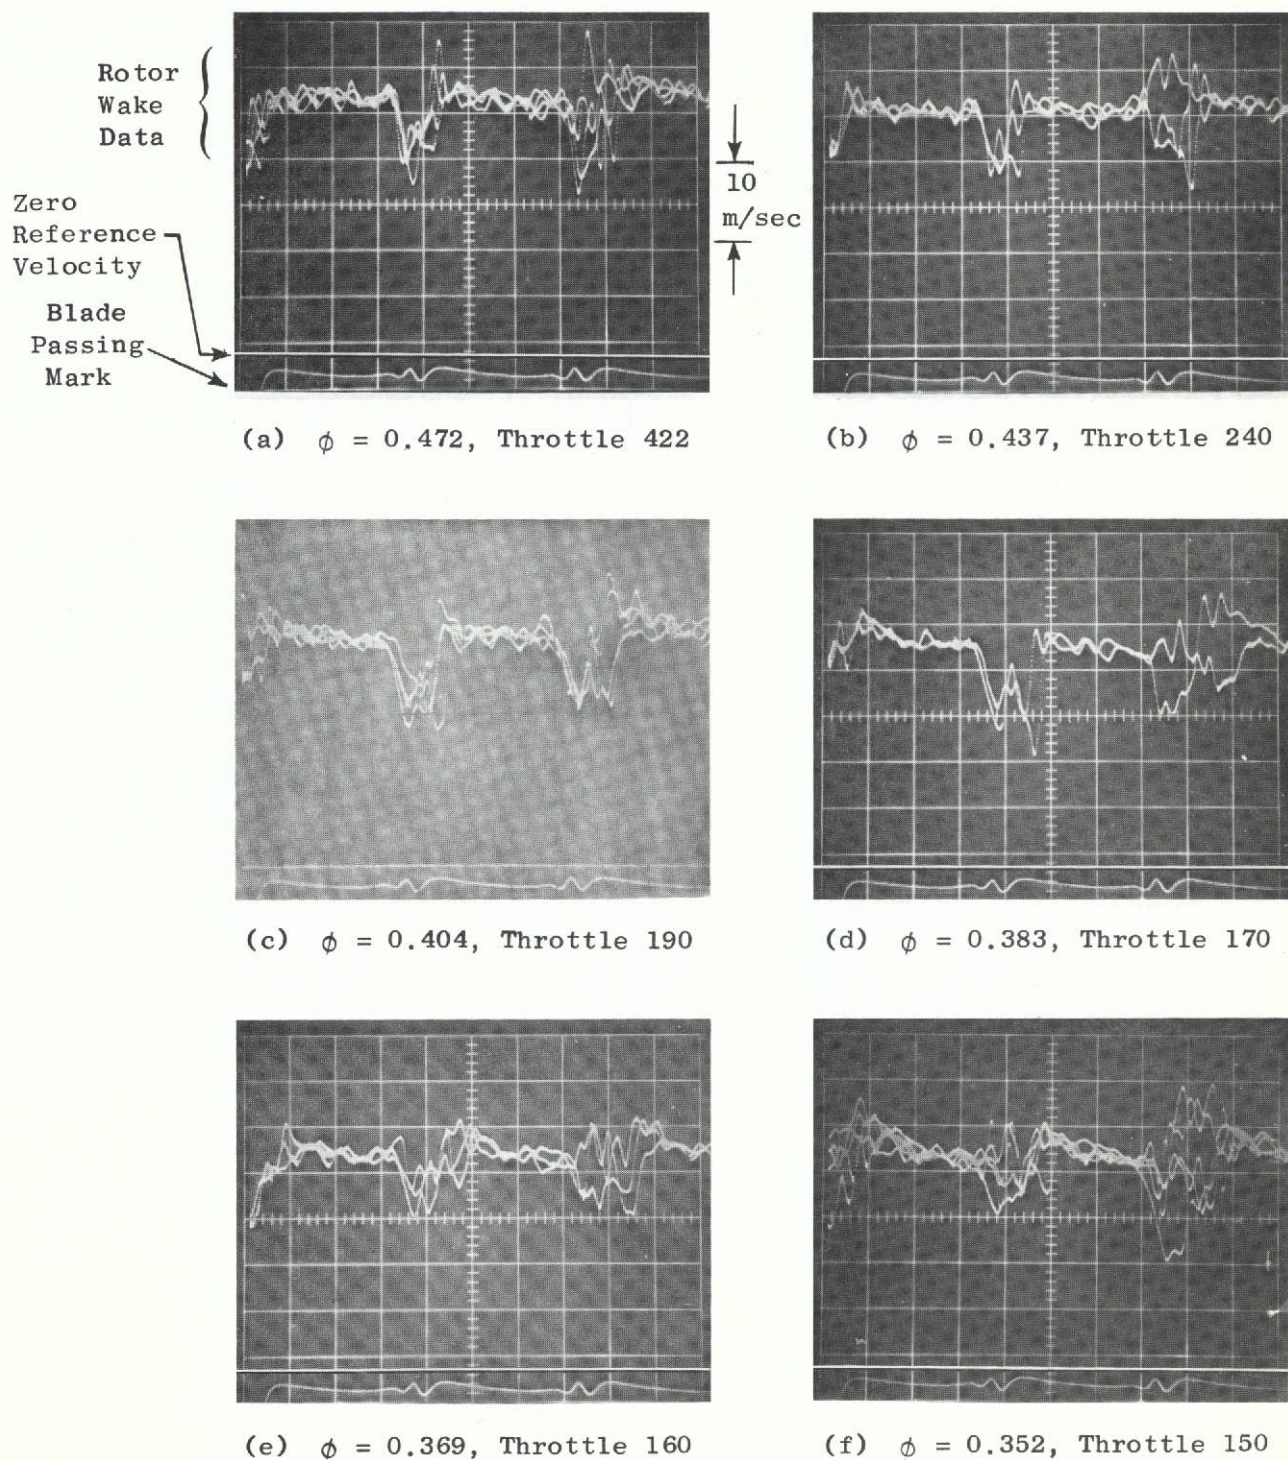 Rotor
Wake
Data
Zero
Reference
Velocity
Blade
Passing
Mark
10
m/sec
(a) ϕ = 0.472, Throttle 422
(b) ϕ = 0.437, Throttle 240
(c) ϕ = 0.404, Throttle 190
(d) ϕ = 0.383, Throttle 170
(e) ϕ = 0.369, Throttle 160
(f) ϕ = 0.352, Throttle 150